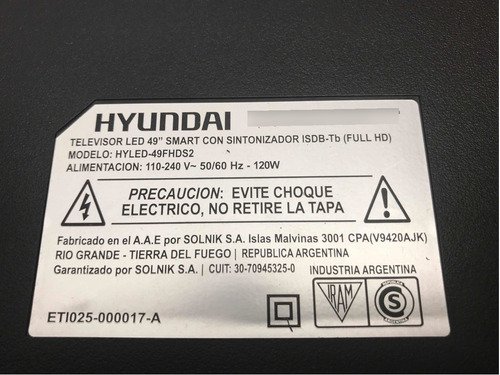 HYUNDAI
TELEVISOR LED 49" SMART CON SINTONIZADOR ISDB-Tb (FULL HD)
MODELO: HYLED-49FHDS2
ALIMENTACION: 110-240 V~ 50/60 Hz - 120W
PRECAUCION: EVITE CHOQUE
ELECTRICO, NO RETIRE LA TAPA
Fabricado en el A.A.E por SOLNIK S.A. Islas Malvinas 3001 CPA(V9420AJK)
RIO GRANDE - TIERRA DEL FUEGO | REPUBLICA ARGENTINA
Garantizado por SOLNIK S.A. | CUIT: 30-70945325-0
INDUSTRIA ARGENTINA
IRAM
S
ARGENTINA
ETI025-000017-A